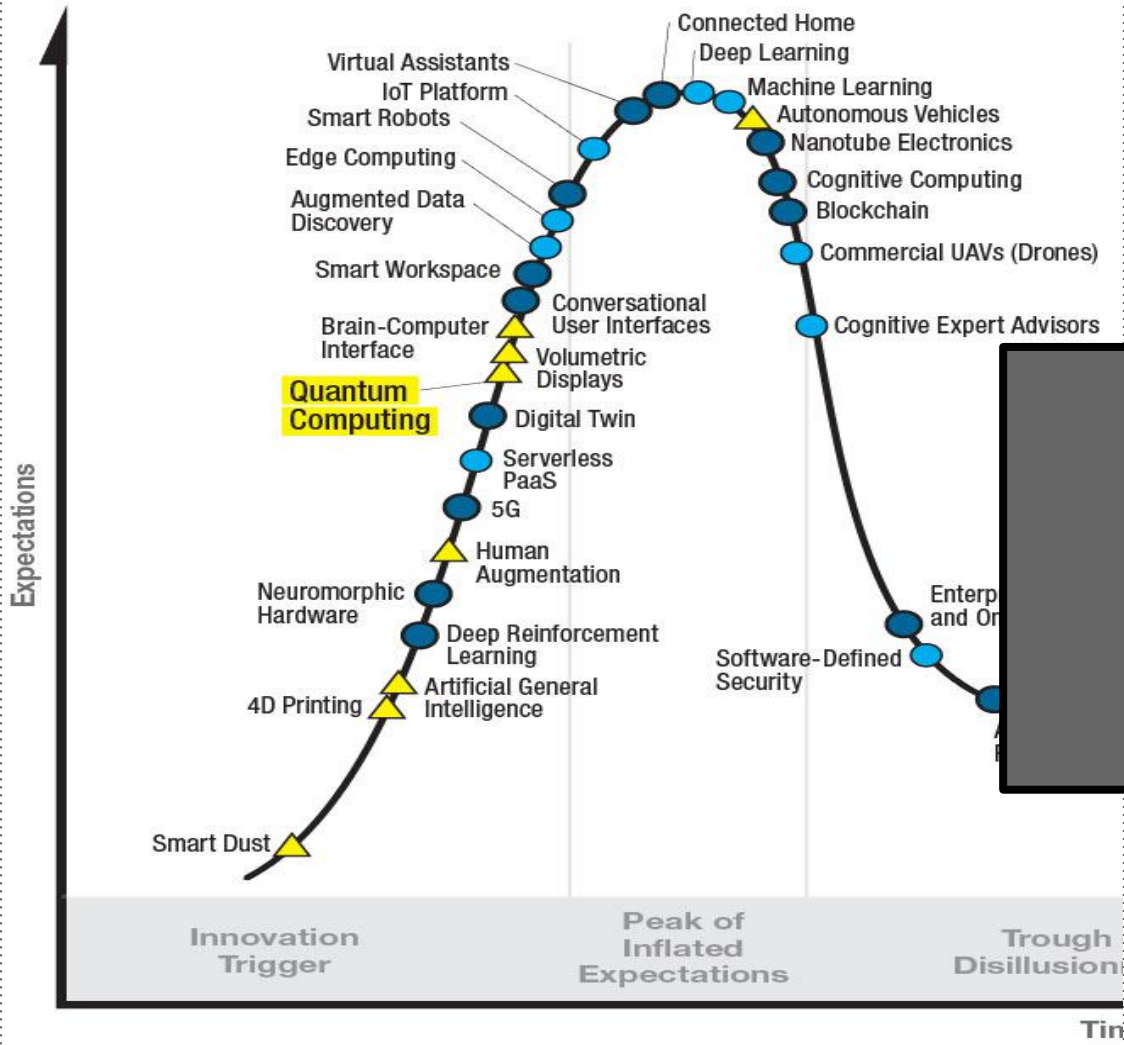 Connected Home
Deep Learning
Virtual Assistants
Machine Learning
IoT Platform
Autonomous Vehicles
Smart Robots
Nanotube Electronics
Edge Computing
Cognitive Computing
Augmented Data
Discovery
Blockchain
Commercial UAVs (Drones)
Smart Workspace
Conversational
User Interfaces
Brain-Computer
Interface
Cognitive Expert Advisors
Volumetric
Displays
Quantum
Computing
Digital Twin
Serverless
PaaS
5G
Human
Augmentation
Neuromorphic
Hardware
Deep Reinforcement
Learning
and
Software-Defined
Security
Artificial General
Intelligence
4D Printing
Smart Dust
Expectations
Innovation
Trigger
Peak of
Inflated
Expectations
Trough